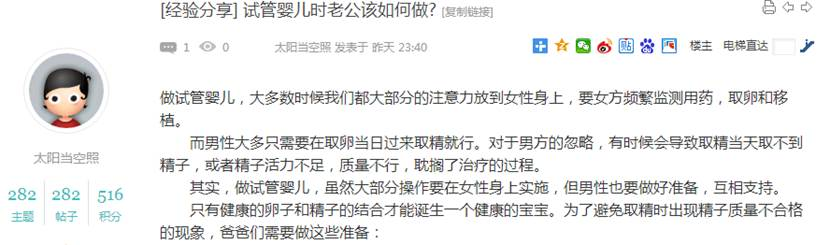 [经验分享] 试管婴儿时老公该如何做? [复制链接]
1 0 太阳当空照 发表于 昨天 23:40 楼主 电梯直达
做试管婴儿，大多数时候我们都大部分的注意力放到女性身上，要女方频繁监测用药，取卵和移
植。
而男性大多只需要在取卵当日过来取精就行。对于男方的忽略，有时候会导致取精当天取不到
精子，或者精子活力不足，质量不行，耽搁了治疗的过程。
其实，做试管婴儿，虽然大部分操作要在女性身上实施，但男性也要做好准备，互相支持。
只有健康的卵子和精子的结合才能诞生一个健康的宝宝。为了避免取精时出现精子质量不合格
的现象，爸爸们需要做这些准备：
太阳当空照
282 282 516
主题 帖子 积分